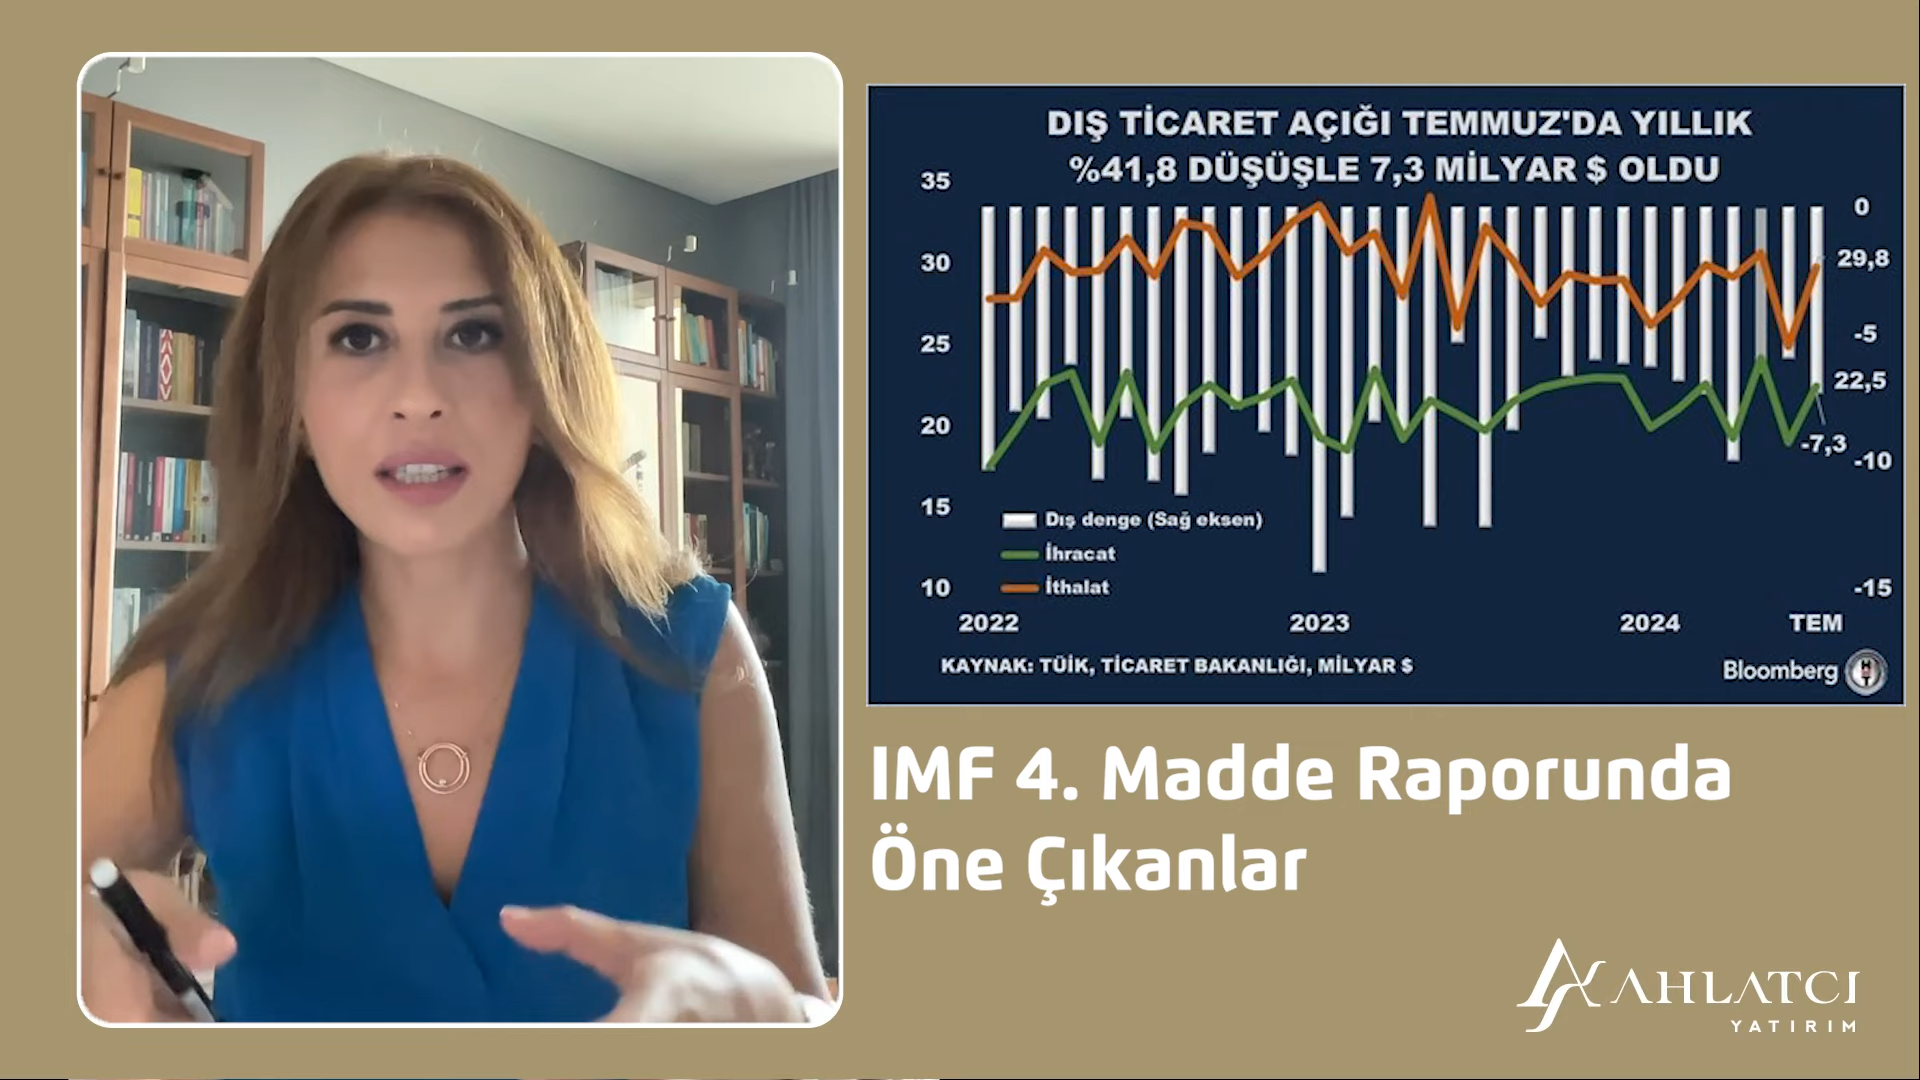 DIŞ TİCARET AÇIĞI TEMMUZ'DA YILLIK
%41,8 DÜŞÜŞLE 7,3 MİLYAR $ OLDU
35
30
25
20
15
10
0
29,8
-5
22,5
-7,3
-10
-15
Dış denge (Sağ eksen)
İhracat
İthalat
2022
2023
2024
TEM
KAYNAK: TÜİK, TİCARET BAKANLIĞI, MİLYAR $
Bloomberg HT
IMF 4. Madde Raporunda
Öne Çıkanlar
AHLATCI
YATIRIM